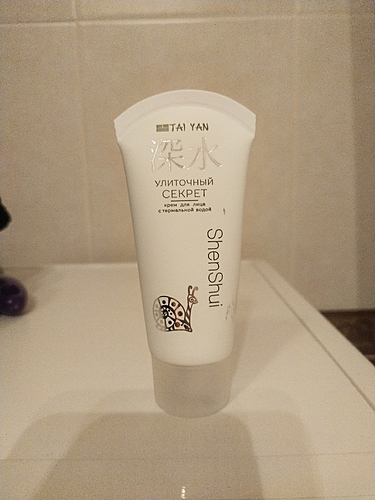 TAI YAN
深水
УЛИТОЧНЫЙ
СЕКРЕТ
крем для лица
с термальной водой
ShenShui